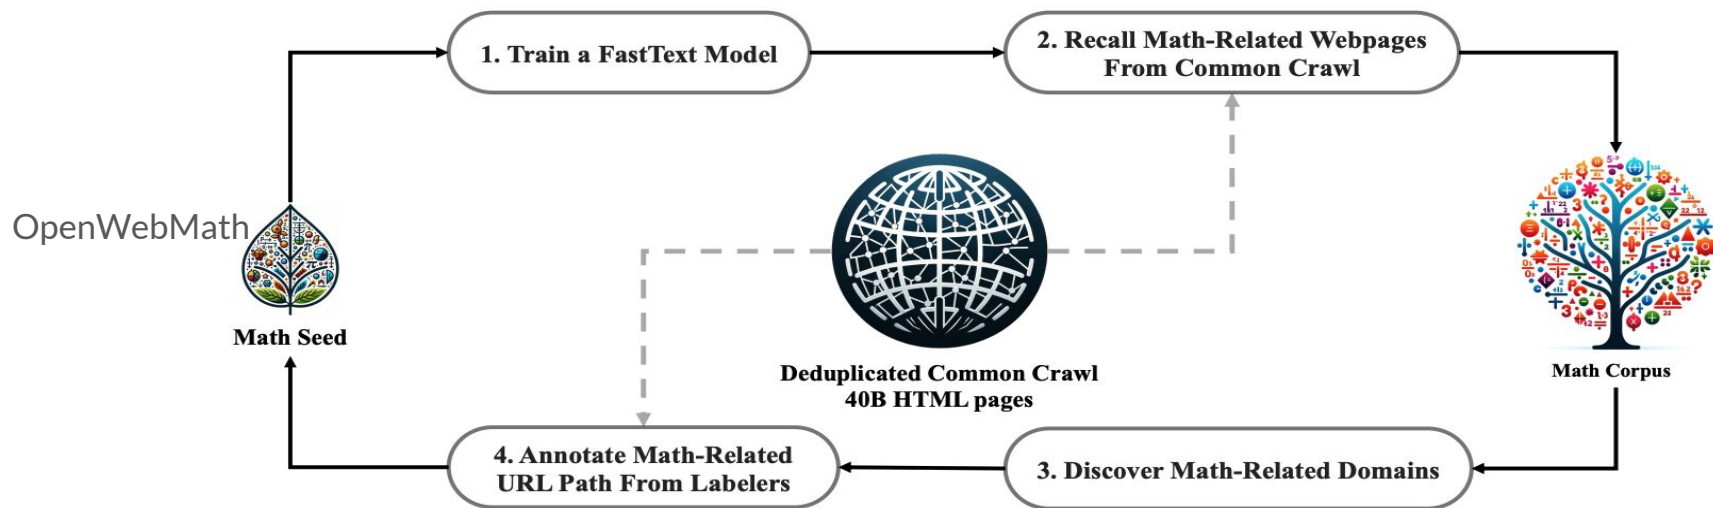 1. Train a FastText Model
2. Recall Math-Related Webpages
From Common Crawl
OpenWebMath
Math Seed
Deduplicated Common Crawl
40B HTML pages
Math Corpus
4. Annotate Math-Related
URL Path From Labelers
3. Discover Math-Related Domains